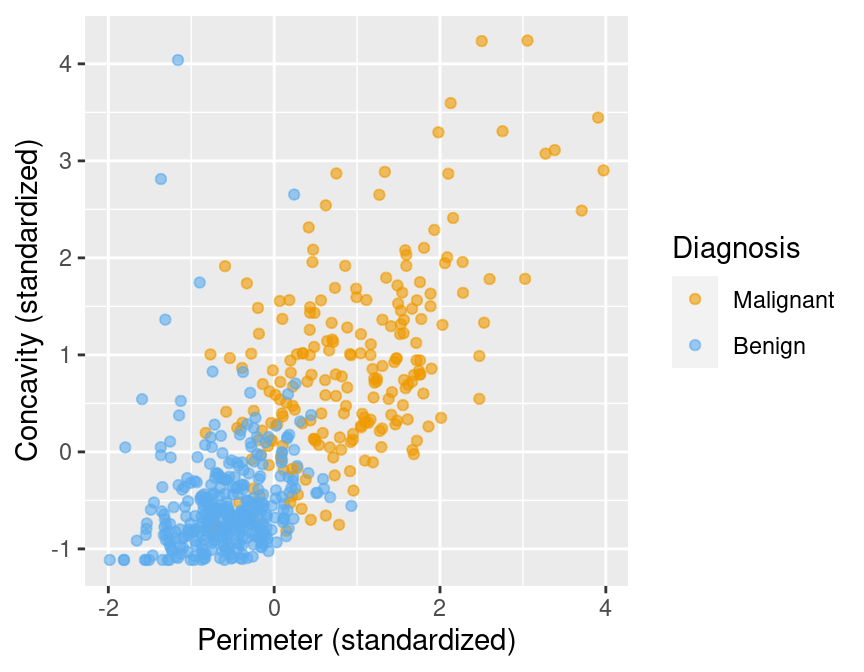 4
3
2
1
0
-1
-2
0
2
4
Concavity (standardized)
Perimeter (standardized)
Diagnosis
Malignant
Benign